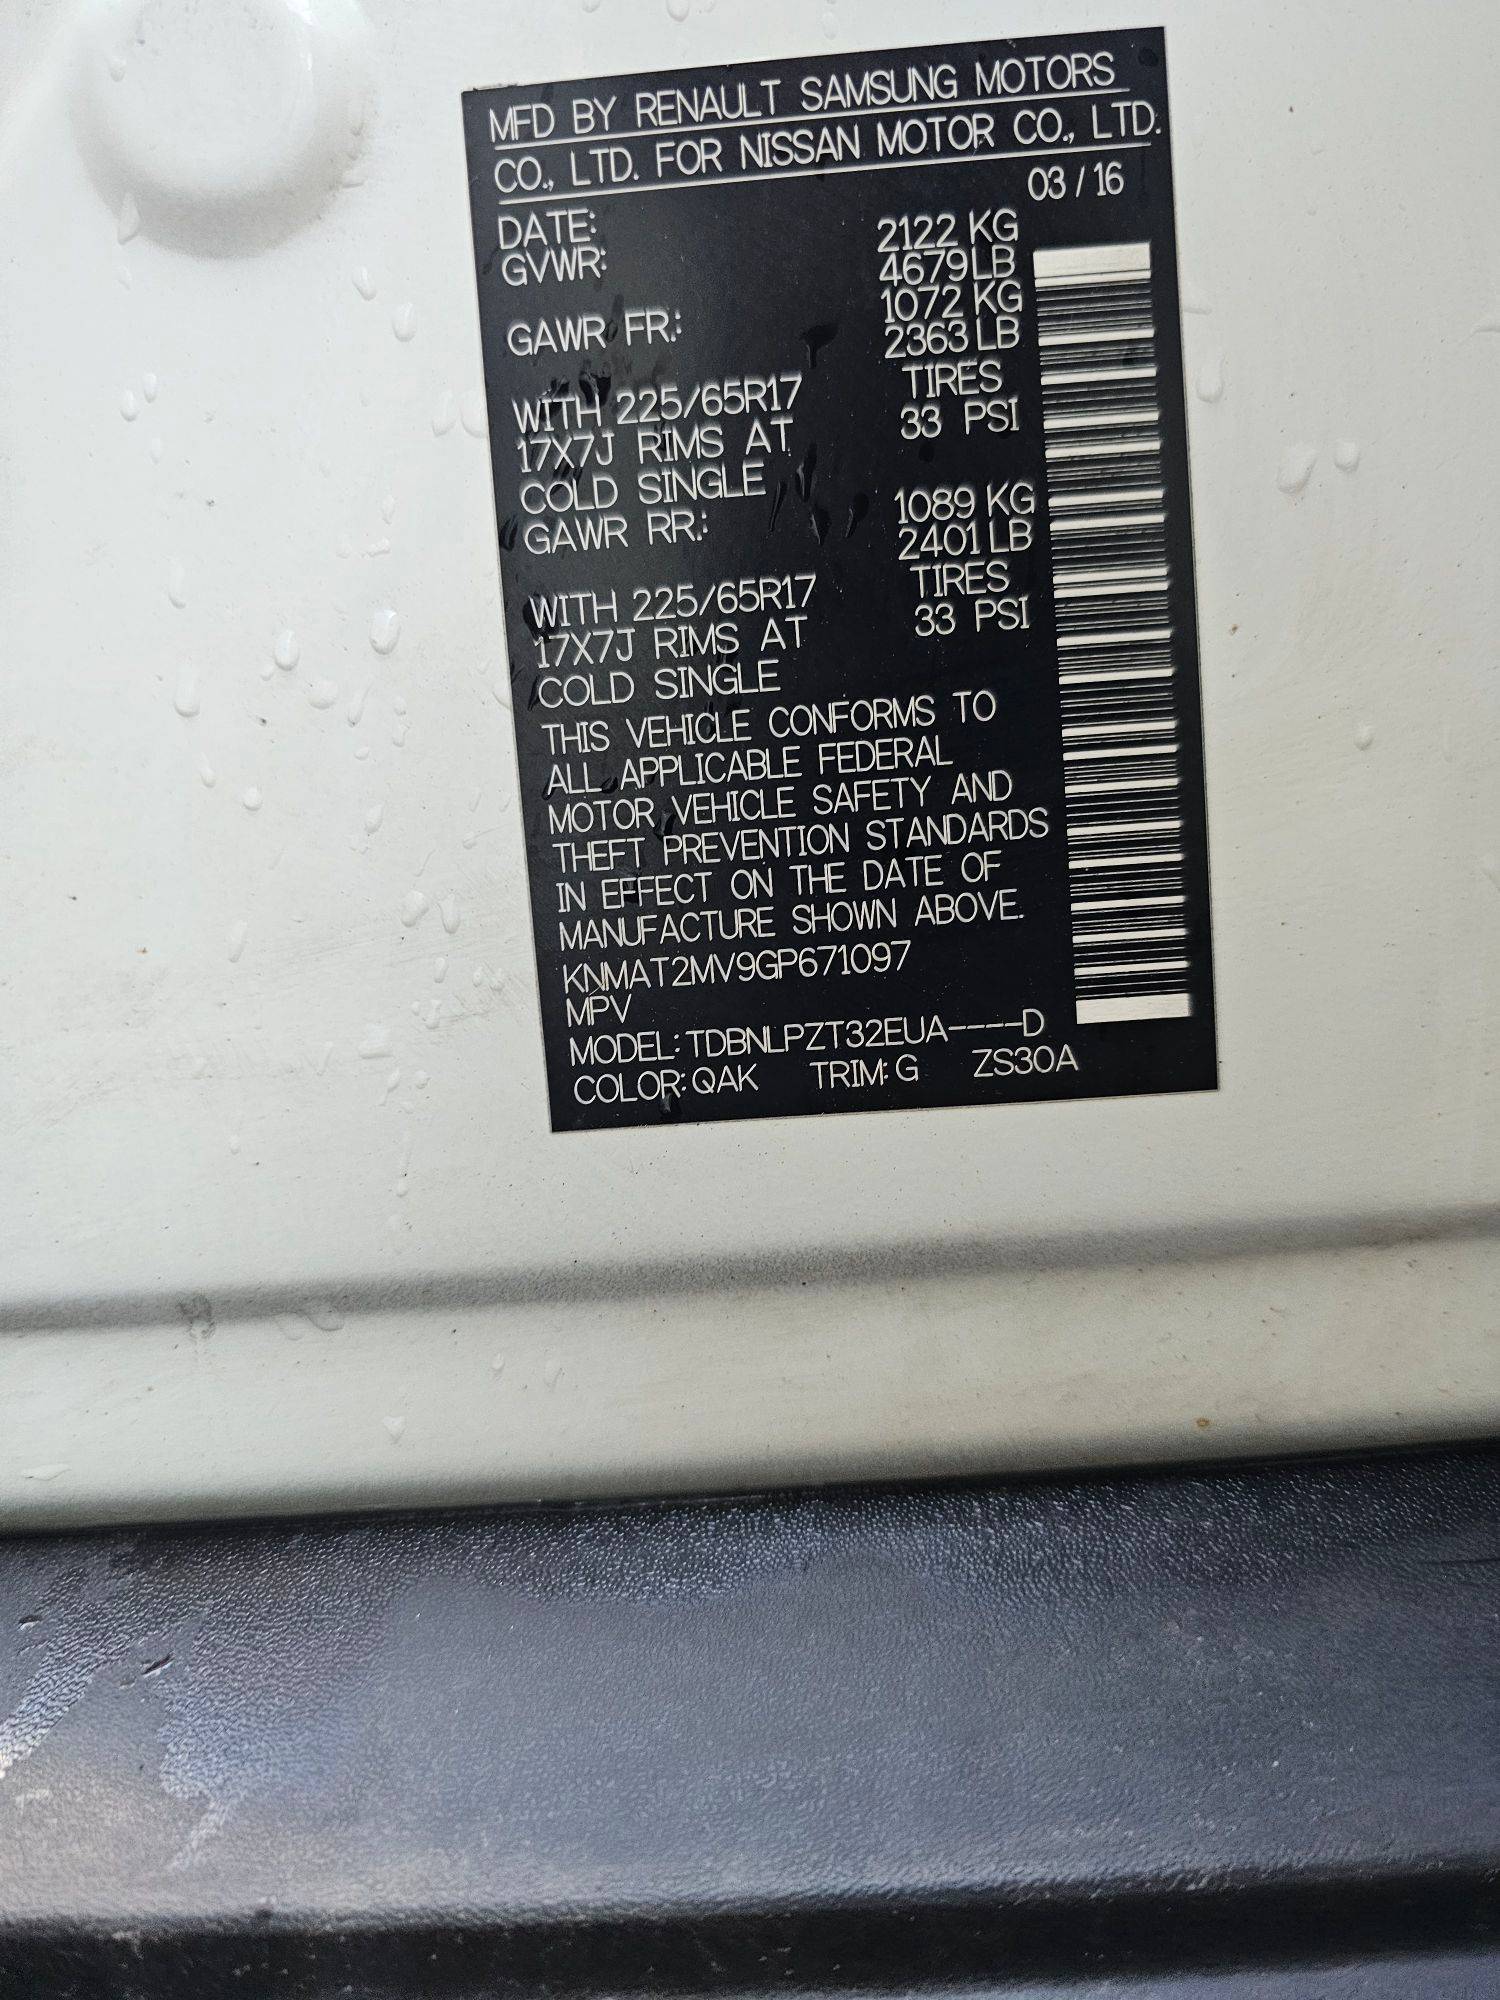 MFD BY RENAULT SAMSUNG MOTORS
CO., LTD. FOR NISSAN MOTOR CO., LTD.
DATE: 03 / 16
GVWR: 2122 KG
4679 LB
GAWR FR.: 1072 KG
2363 LB
WITH 225/65R17 TIRES
17X7J RIMS AT 33 PSI
COLD SINGLE
GAWR RR.: 1089 KG
2401 LB
WITH 225/65R17 TIRES
17X7J RIMS AT 33 PSI
COLD SINGLE
THIS VEHICLE CONFORMS TO
ALL APPLICABLE FEDERAL
MOTOR VEHICLE SAFETY AND
THEFT PREVENTION STANDARDS
IN EFFECT ON THE DATE OF
MANUFACTURE SHOWN ABOVE.
KNMAT2MV9GP671097
MPV
MODEL: TDBNLPZT32EUA----D
COLOR: QAK TRIM: G ZS30A